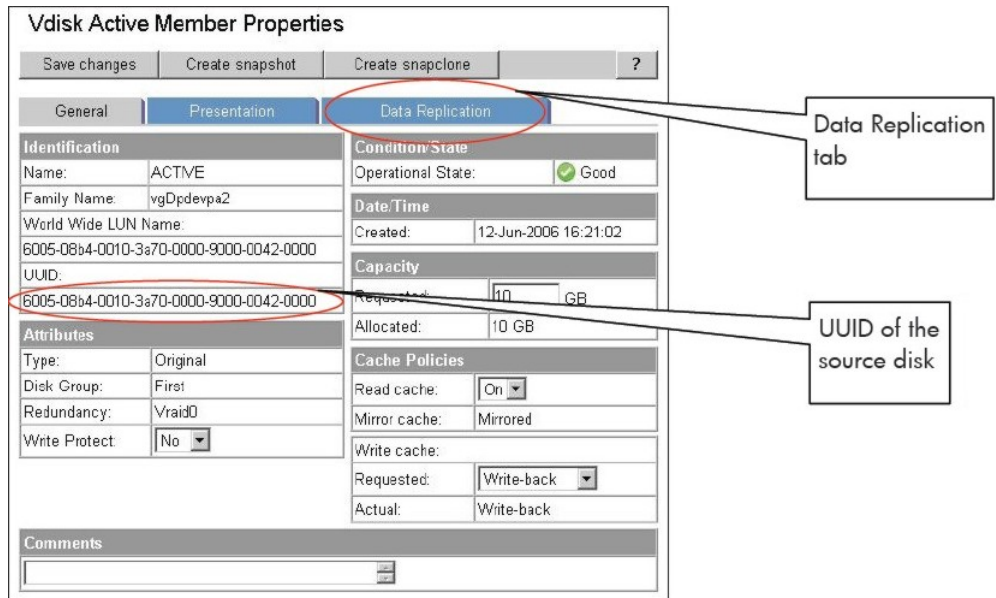 Vdisk Active Member Properties
Save changes
Create snapshot
Create snapclone
?
General
Presentation
Data Replication
Identification
Name: ACTIVE
Family Name: vgDpdevpa2
World Wide LUN Name:
6005-08b4-0010-3a70-0000-9000-0042-0000
UUID:
6005-08b4-0010-3a70-0000-9000-0042-0000
Attributes
Type: Original
Disk Group: First
Redundancy: Vraid0
Write Protect: No
Condition/State
Operational State: Good
Date/Time
Created: 12-Jun-2006 16:21:02
Capacity
Requested: 10 GB
Allocated: 10 GB
Cache Policies
Read cache: On
Mirror cache: Mirrored
Write cache:
Requested: Write-back
Actual: Write-back
Comments
Data Replication
tab
UUID of the
source disk